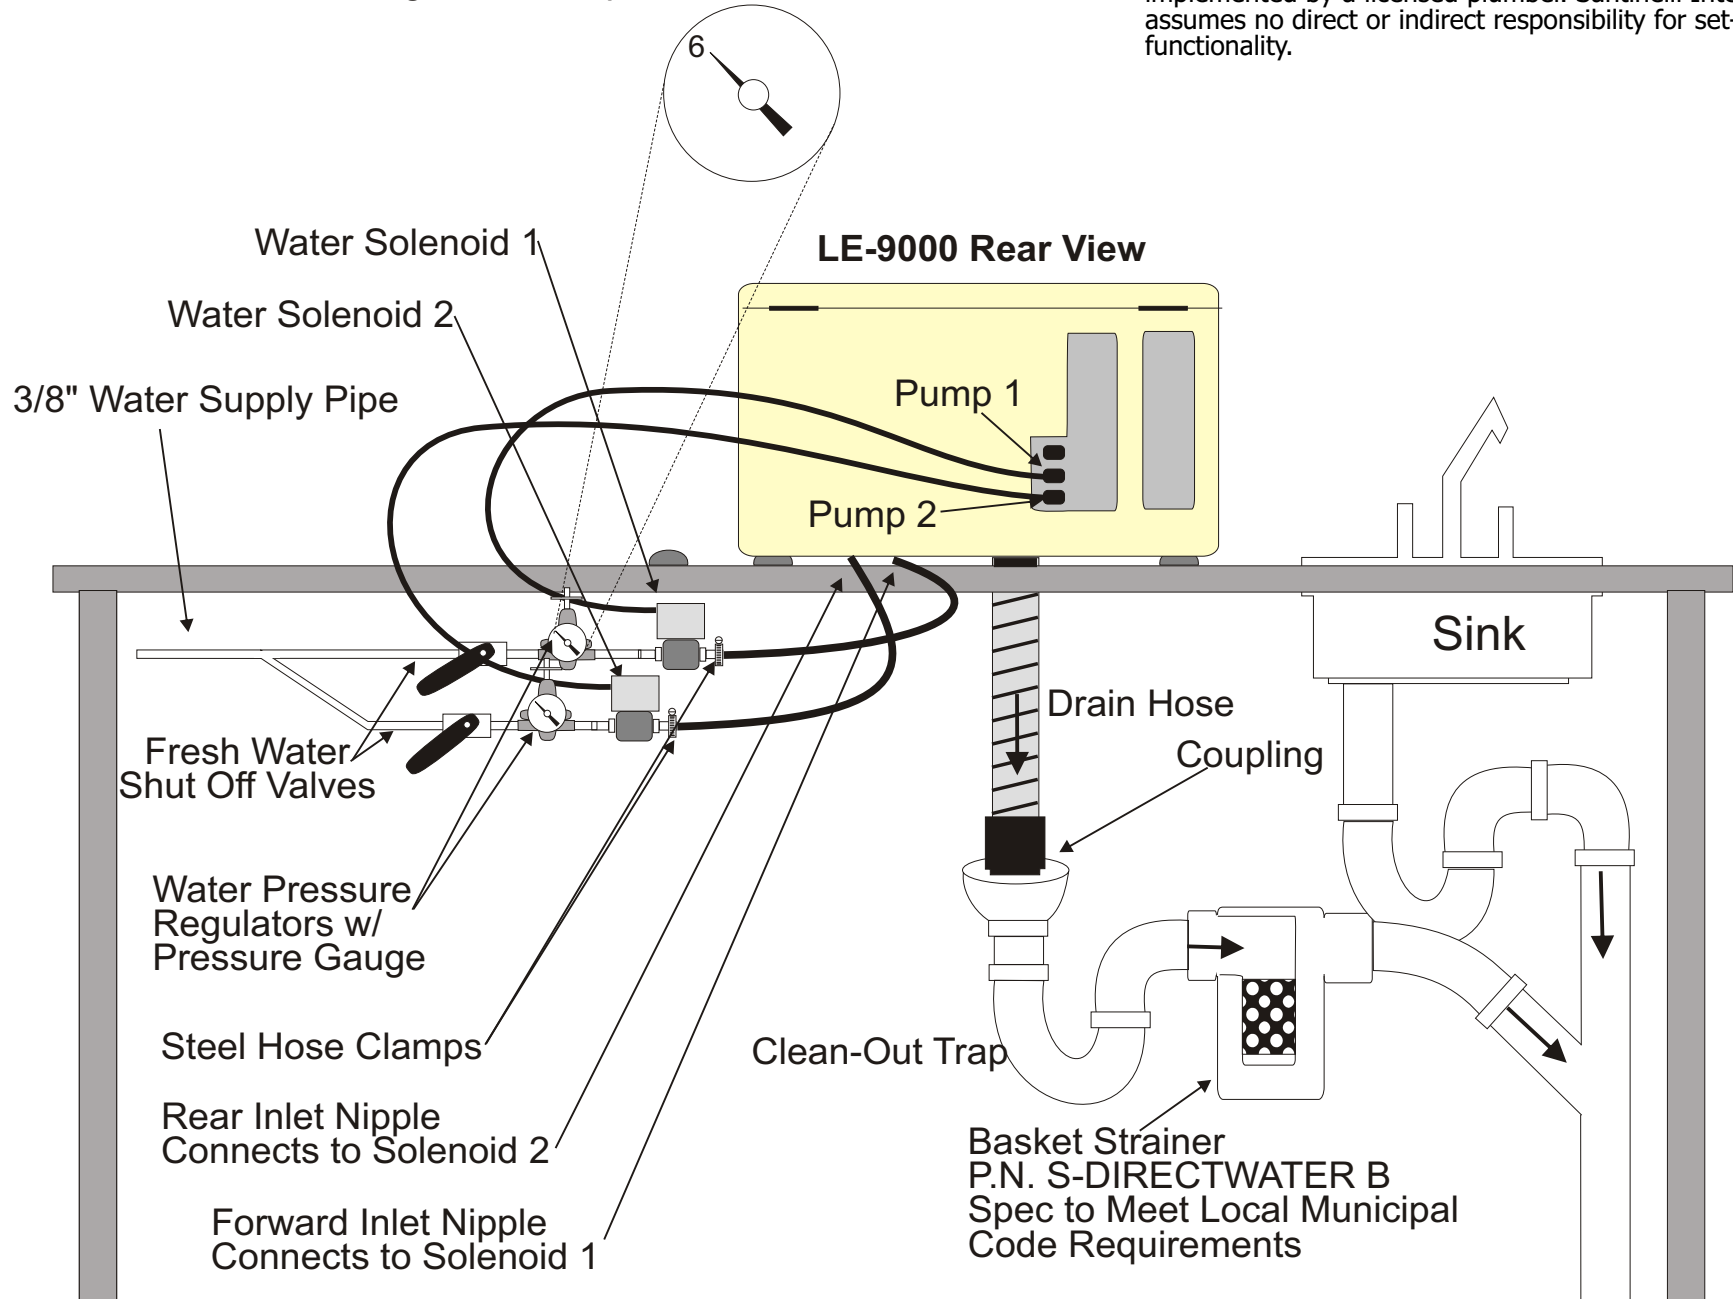 assumes no direct or indirect responsibility for set-
functionality.
6
LE-9000 Rear View
Water Solenoid 1
Water Solenoid 2
3/8" Water Supply Pipe
Pump 1
Pump 2
Sink
Drain Hose
Coupling
Fresh Water
Shut Off Valves
Water Pressure
Regulators w/
Pressure Gauge
Steel Hose Clamps
Clean-Out Trap
Rear Inlet Nipple
Connects to Solenoid 2
Forward Inlet Nipple
Connects to Solenoid 1
Basket Strainer
P.N. S-DIRECTWATER B
Spec to Meet Local Municipal
Code Requirements